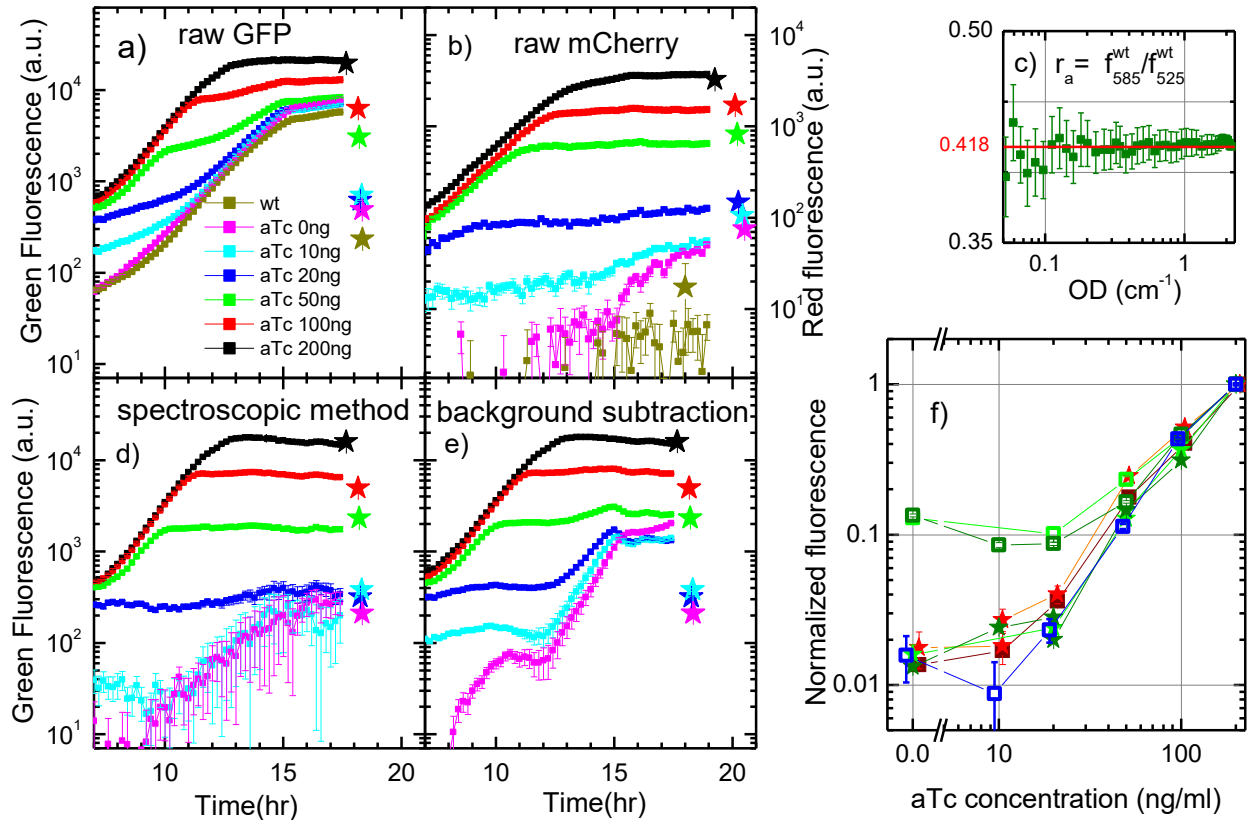 a) raw GFP
Green Fluorescence (a.u.)
10⁴
10³
10²
10¹
wt
aTc 0ng
aTc 10ng
aTc 20ng
aTc 50ng
aTc 100ng
aTc 200ng
b) raw mCherry
Red fluorescence (a.u.)
10⁴
10³
10²
10¹
c) rₐ = f⁵⁸⁵ʷᵗ/f⁵²⁵ʷᵗ
0.50
0.418
0.35
0.1 1
OD (cm⁻¹)
spectroscopic method
d)
Green Fluorescence (a.u.)
10⁴
10³
10²
10¹
10 15 20
Time(hr)
background subtraction
e)
10 15 20
Time(hr)
f)
Normalized fluorescence
1
0.1
0.01
0.0 10 100
aTc concentration (ng/ml)